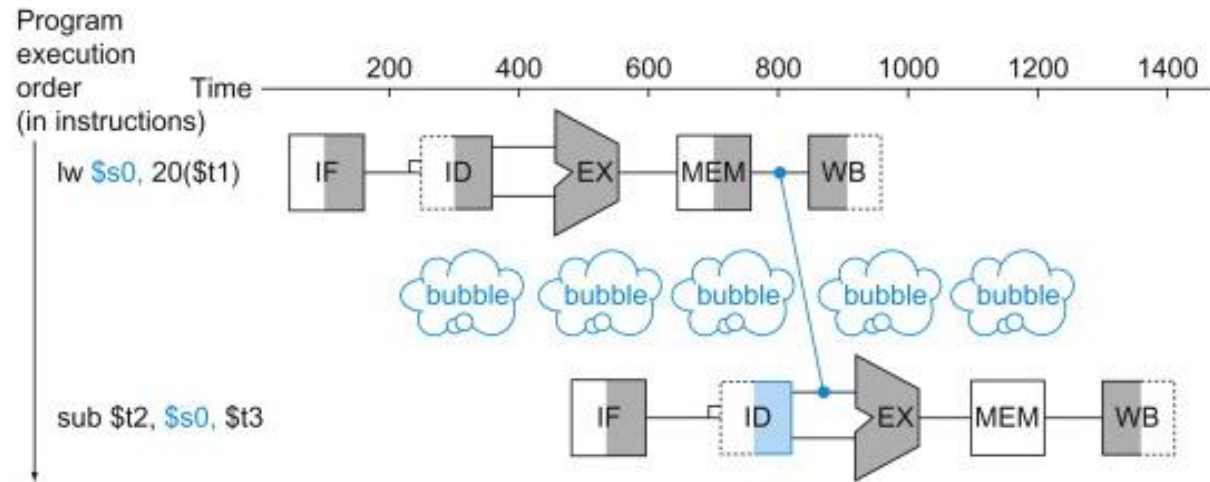 Program
execution
order
(in instructions)
Time
200 400 600 800 1000 1200 1400
lw $s0, 20($t1)
IF ID EX MEM WB
bubble bubble bubble bubble bubble
sub $t2, $s0, $t3
IF ID EX MEM WB